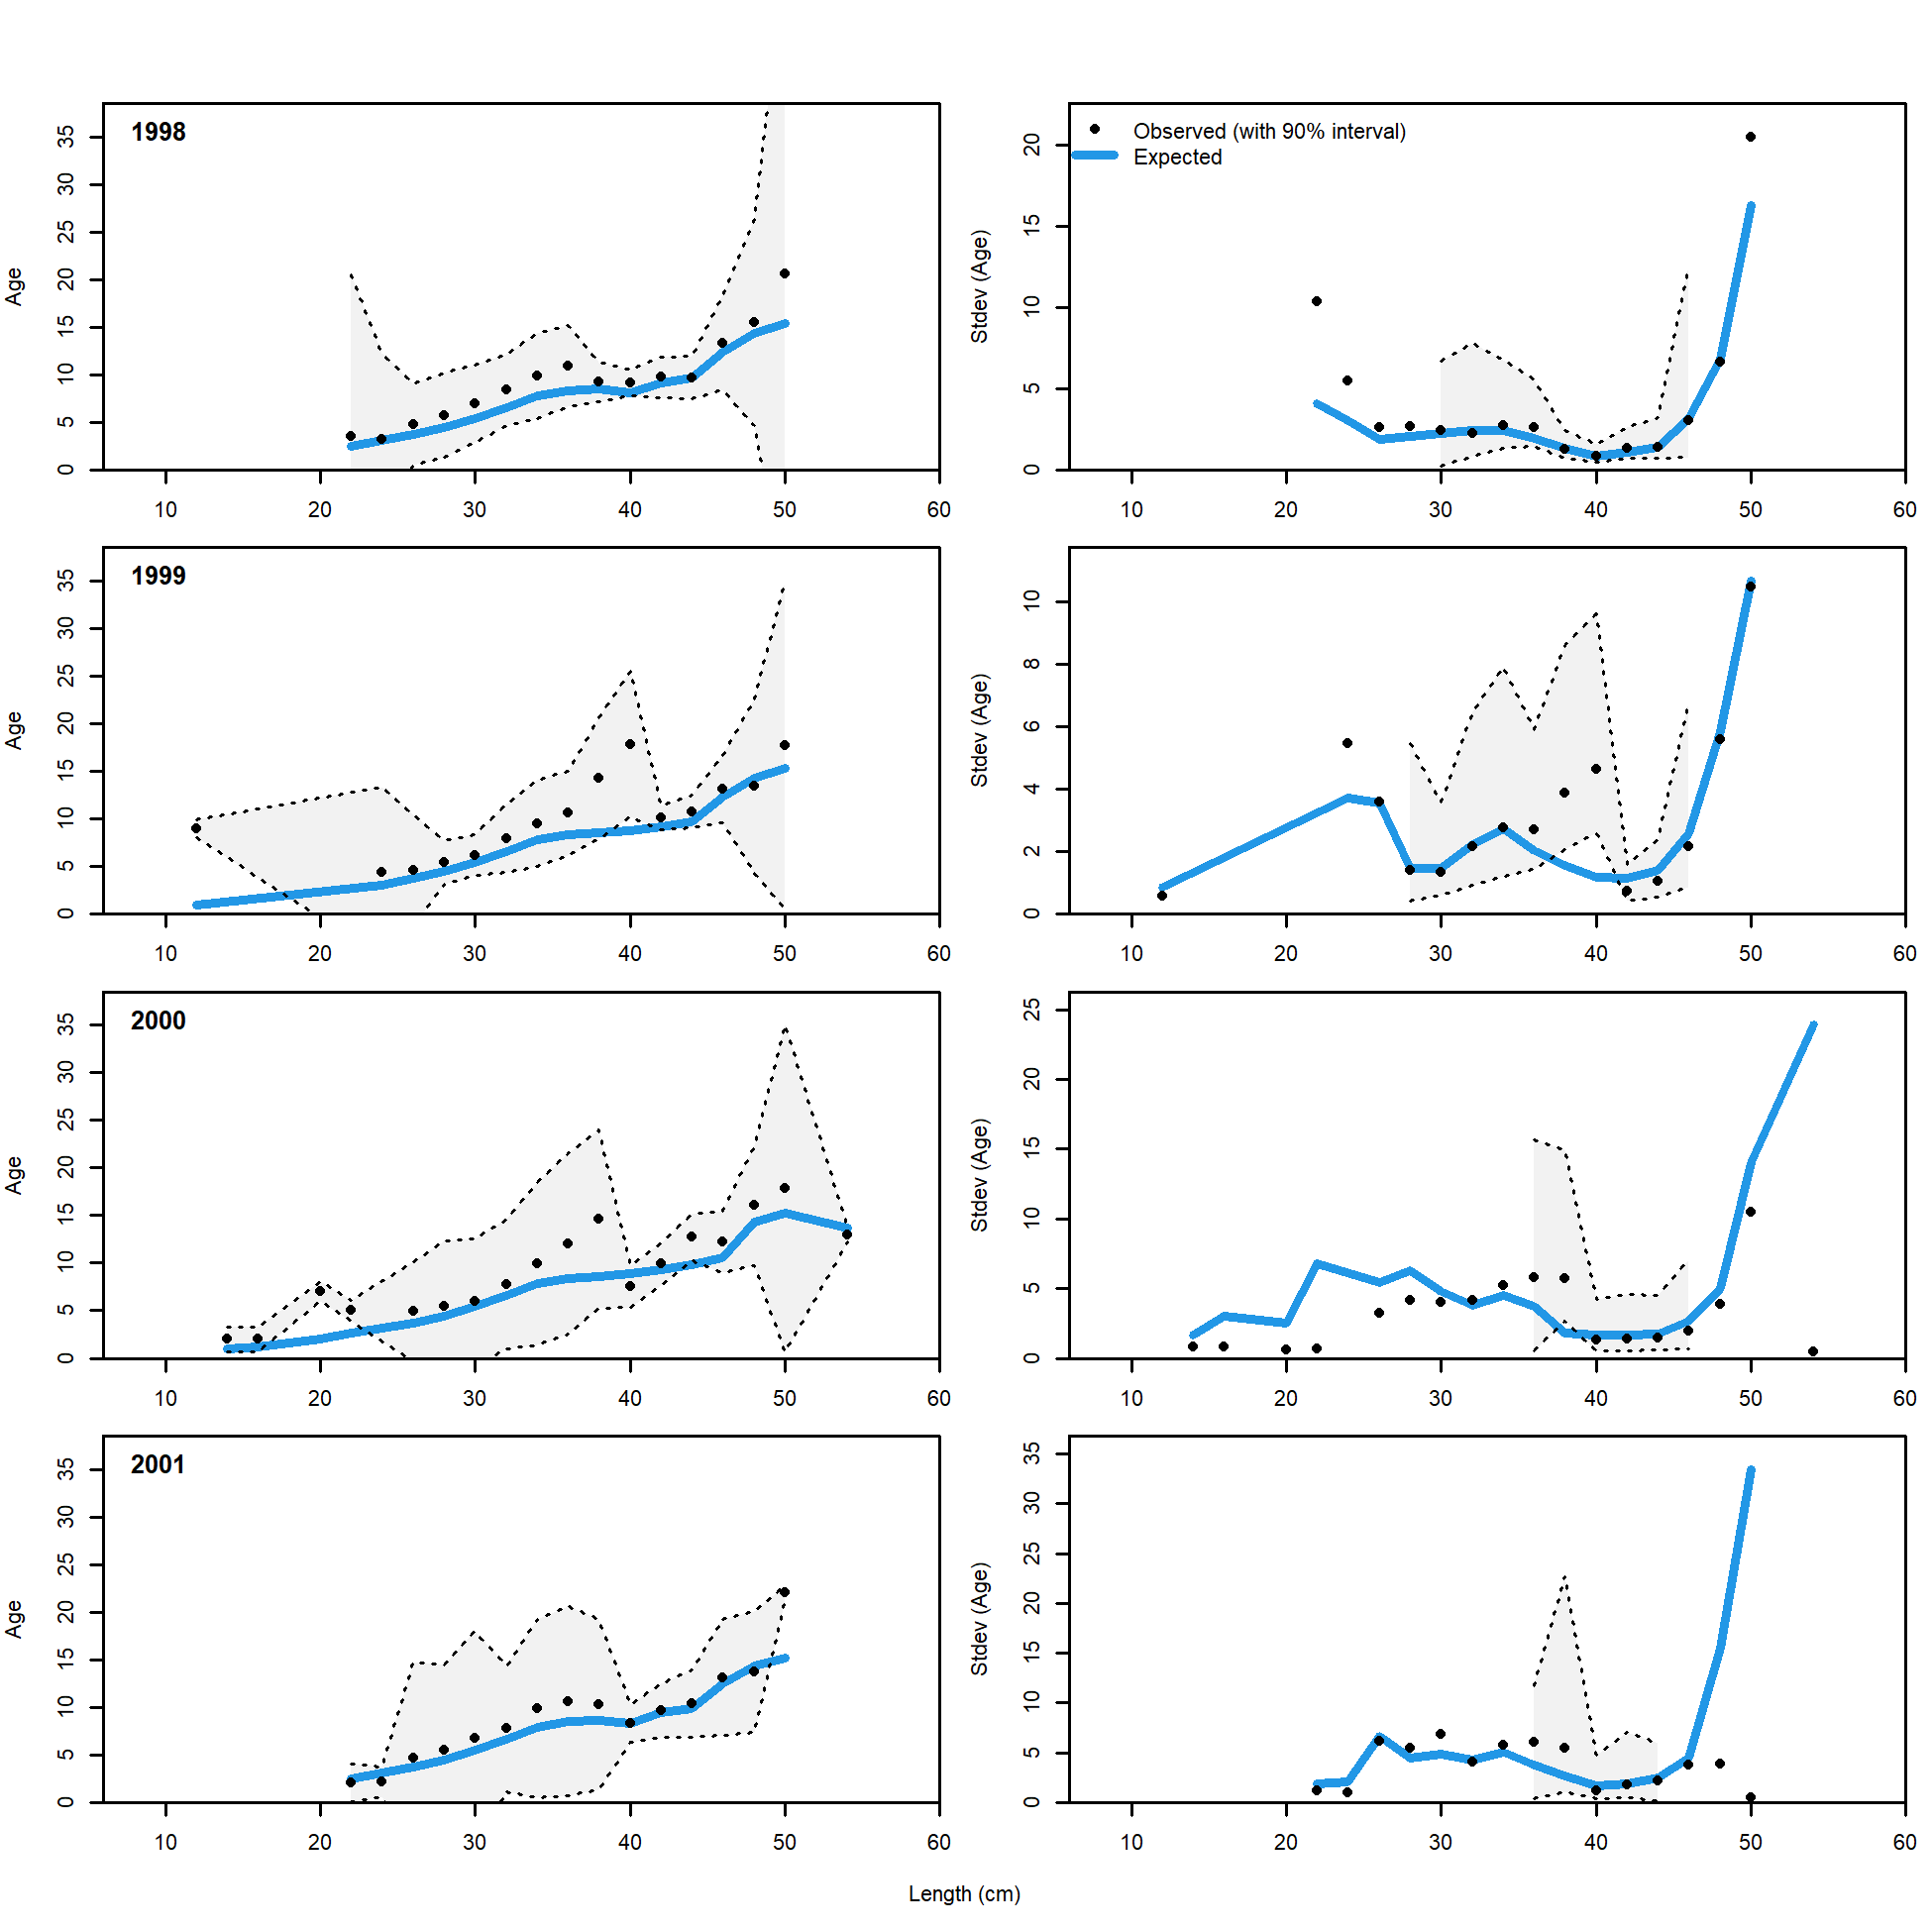 1998
Age
0 5 10 15 20 25 30 35
10 20 30 40 50 60
Observed (with 90% interval)
Expected
Stdev (Age)
0 5 10 15 20
10 20 30 40 50 60
1999
Age
0 5 10 15 20 25 30 35
10 20 30 40 50 60
Stdev (Age)
0 2 4 6 8 10
10 20 30 40 50 60
2000
Age
0 5 10 15 20 25 30 35
10 20 30 40 50 60
Stdev (Age)
0 5 10 15 20 25
10 20 30 40 50 60
2001
Age
0 5 10 15 20 25 30 35
10 20 30 40 50 60
Stdev (Age)
0 5 10 15 20 25 30 35
10 20 30 40 50 60
Length (cm)